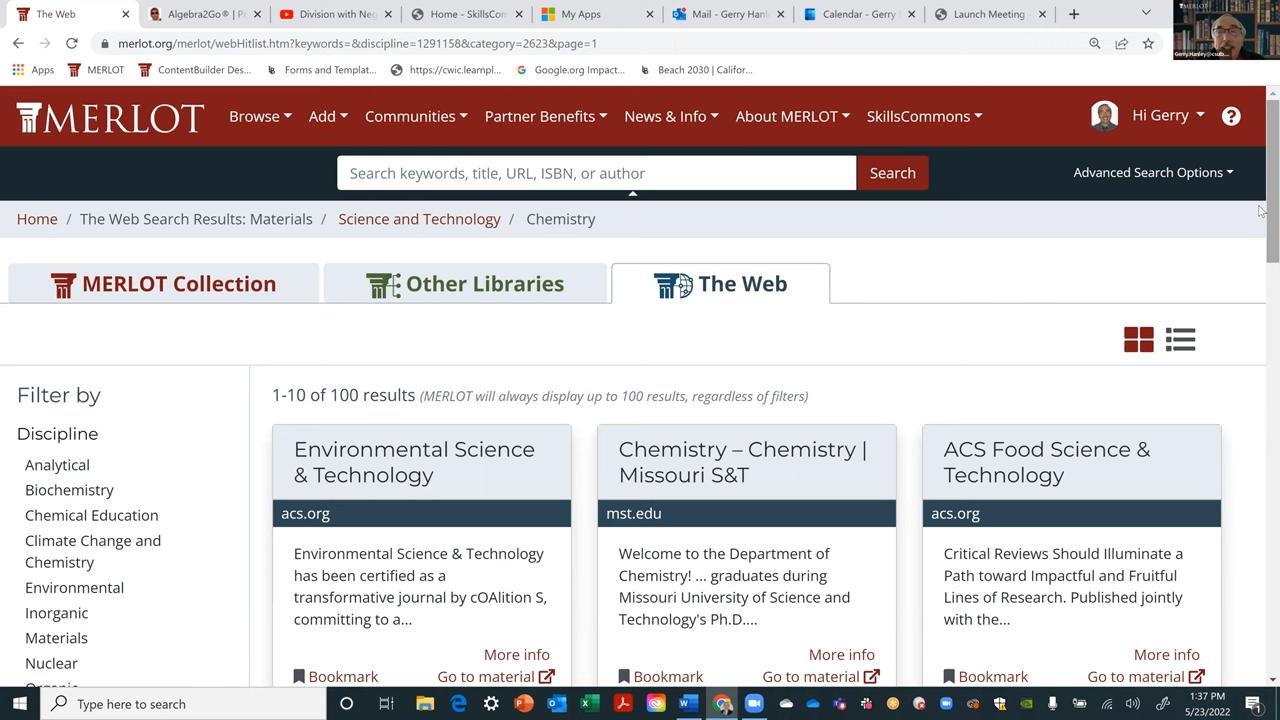 The Web
Algebra2Go® | P
Division with Neg
Home - SkillsCom
My Apps
Mail - Gerry Hanl
Calendar - Gerry
Launch Meeting -
merlot.org/merlot/webHitlist.htm?keywords=&discipline=1291158&category=2623&page=1
Apps
MERLOT
ContentBuilder Des...
Forms and Templat...
https://cwic.learnpi...
Google.org Impact...
Beach 2030 | Califor...
MERLOT
Gerry.Hanley@csulb....
MERLOT
Browse
Add
Communities
Partner Benefits
News & Info
About MERLOT
SkillsCommons
Hi Gerry
?
Search keywords, title, URL, ISBN, or author
Search
Advanced Search Options
Home / The Web Search Results: Materials / Science and Technology / Chemistry
MERLOT Collection
Other Libraries
The Web
Filter by
Discipline
Analytical
Biochemistry
Chemical Education
Climate Change and
Chemistry
Environmental
Inorganic
Materials
Nuclear
1-10 of 100 results (MERLOT will always display up to 100 results, regardless of filters)
Environmental Science
& Technology
acs.org
Environmental Science & Technology
has been certified as a
transformative journal by cOAlition S,
committing to a...
More info
Bookmark
Go to material
Chemistry – Chemistry |
Missouri S&T
mst.edu
Welcome to the Department of
Chemistry! ... graduates during
Missouri University of Science and
Technology's Ph.D....
More info
Bookmark
Go to material
ACS Food Science &
Technology
acs.org
Critical Reviews Should Illuminate a
Path toward Impactful and Fruitful
Lines of Research. Published jointly
with the...
More info
Bookmark
Go to material
Type here to search
1:37 PM
5/23/2022